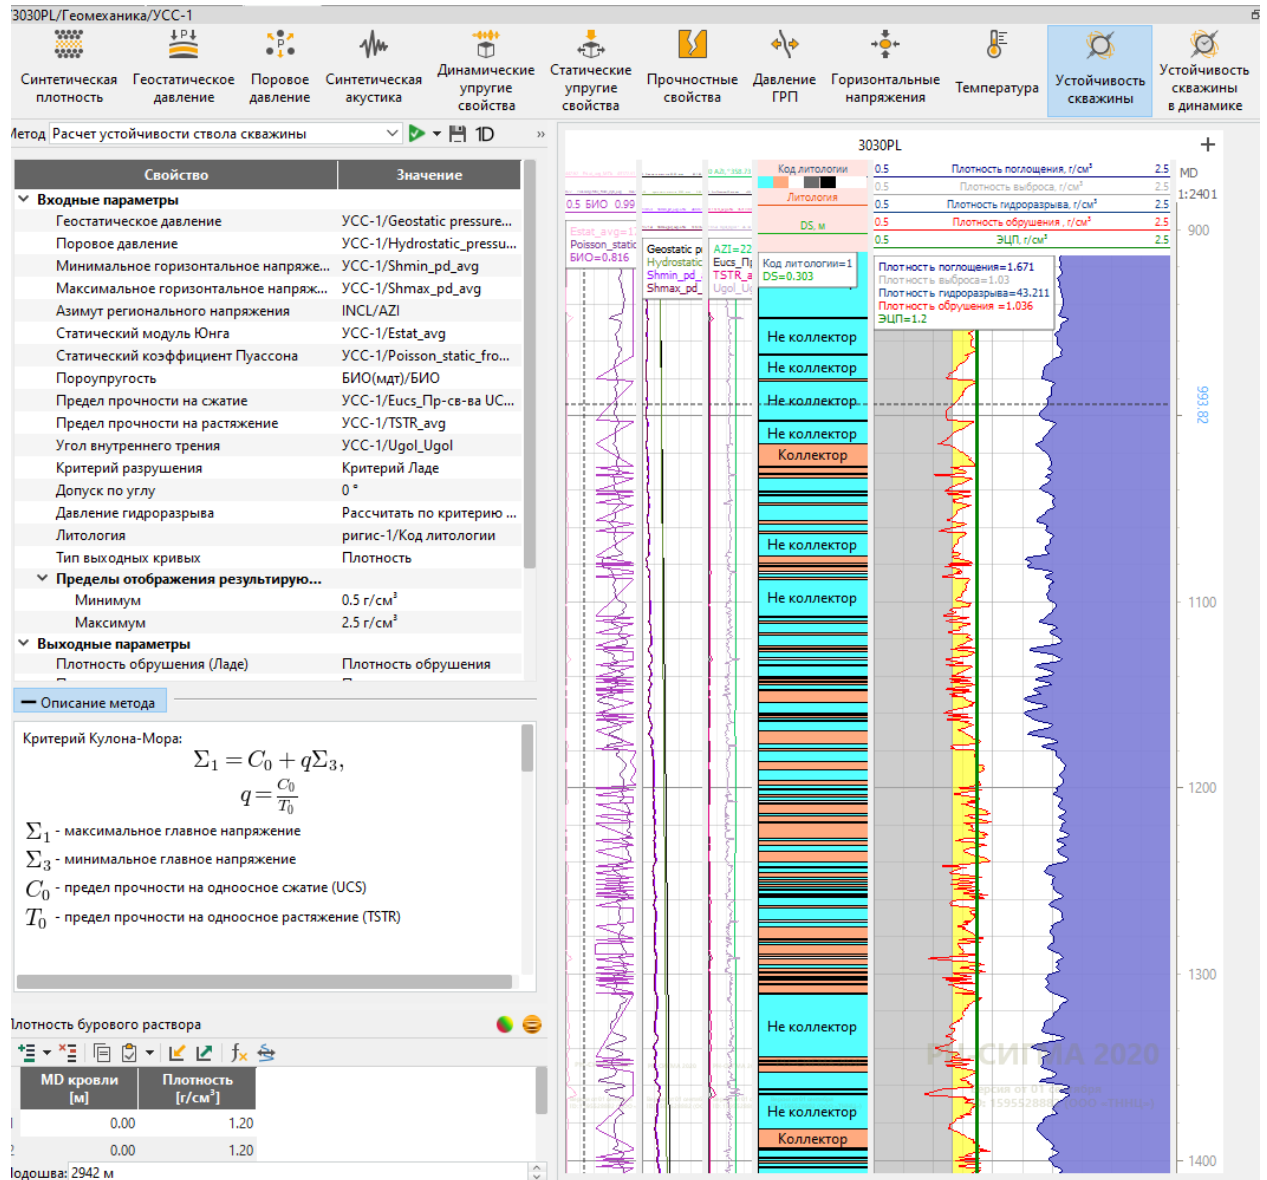 3030PL/Геомеханика/УСС-1
Синтетическая плотность
Геостатическое давление
Поровое давление
Синтетическая акустика
Динамические упругие свойства
Статические упругие свойства
Прочностные свойства
Давление ГРП
Горизонтальные напряжения
Температура
Устойчивость скважины
Устойчивость скважины в динамике
Метод Расчет устойчивости ствола скважины 1D »
Свойство Значение
Входные параметры
Геостатическое давление УСС-1/Geostatic pressure...
Поровое давление УСС-1/Hydrostatic_pressu...
Минимальное горизонтальное напряже... УСС-1/Shmin_pd_avg
Максимальное горизонтальное напряж... УСС-1/Shmax_pd_avg
Азимут регионального напряжения INCL/AZI
Статический модуль Юнга УСС-1/Estat_avg
Статический коэффициент Пуассона УСС-1/Poisson_static_fro...
Пороупругость БИО(мдт)/БИО
Предел прочности на сжатие УСС-1/Eucs_Пр-св-ва UC...
Предел прочности на растяжение УСС-1/TSTR_avg
Угол внутреннего трения УСС-1/Ugol_Ugol
Критерий разрушения Критерий Ладе
Допуск по углу 0 °
Давление гидроразрыва Рассчитать по критерию ...
Литология ригис-1/Код литологии
Тип выходных кривых Плотность
Пределы отображения результирую...
Минимум 0.5 г/см³
Максимум 2.5 г/см³
Выходные параметры
Плотность обрушения (Ладе) Плотность обрушения
Описание метода
Критерий Кулона-Мора:
Σ₁ = C₀ + qΣ₃,
q = C₀/T₀
Σ₁ - максимальное главное напряжение
Σ₃ - минимальное главное напряжение
C₀ - предел прочности на одноосное сжатие (UCS)
T₀ - предел прочности на одноосное растяжение (TSTR)
Плотность бурового раствора
MD кровли [м] Плотность [г/см³]
1 0.00 1.20
2 0.00 1.20
Подошва: 2942 м
3030PL
+
0.5 БИО 0.99
Poisson_static
БИО=0.816
Geostatic p
Hydrostatic
Shmin_pd_
Shmax_pd_
AZI=22
Eucs_Пр
TSTR_a
Ugol_Ug
Код литологии
Литология
DS, м
Код литологии=1
DS=0.303
0.5 Плотность поглощения, г/см³ 2.5
0.5 Плотность выброса, г/см³ 2.5
0.5 Плотность гидроразрыва, г/см³ 2.5
0.5 Плотность обрушения, г/см³ 2.5
0.5 ЭЦП, г/см³ 2.5
Плотность поглощения=1.671
Плотность выброса=1.03
Плотность гидроразрыва=43.211
Плотность обрушения =1.036
ЭЦП=1.2
MD
1:2401
900
993.82
1100
1200
1300
1400
Не коллектор
Не коллектор
Не коллектор
Не коллектор
Коллектор
Не коллектор
Не коллектор
Не коллектор
Не коллектор
Коллектор
РН-СИГМА 2020